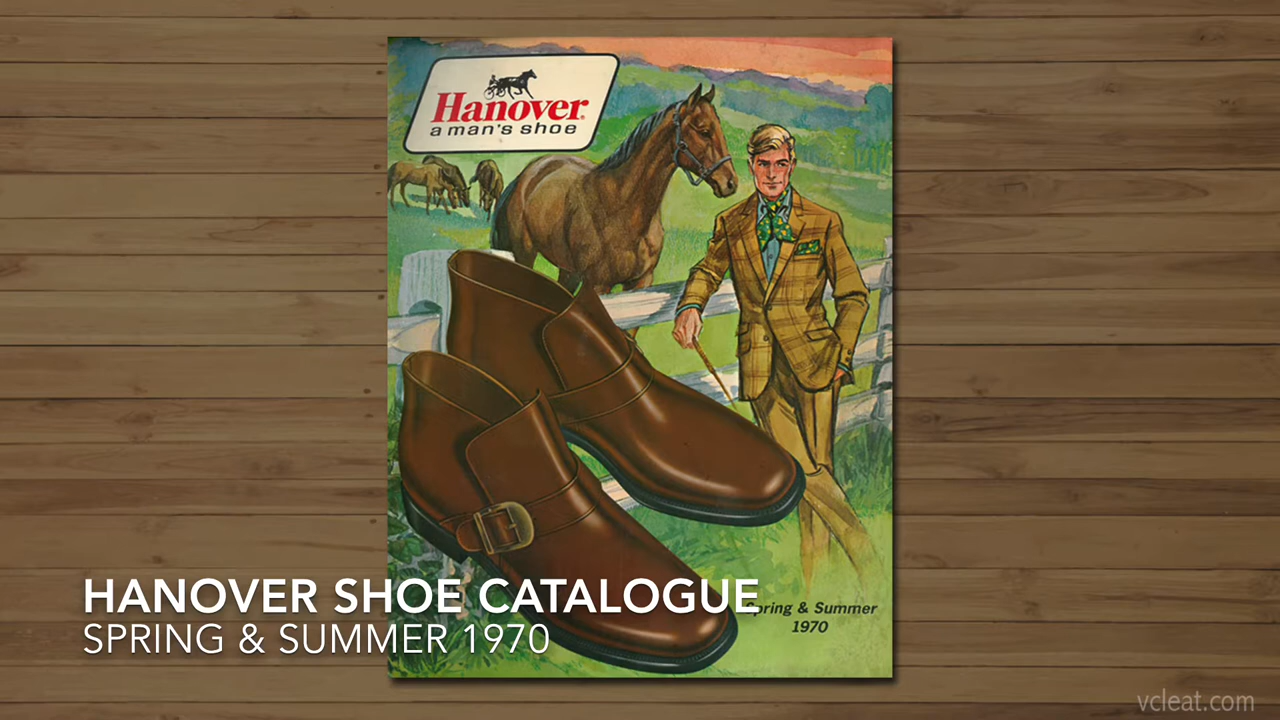 Hanover
a man's shoe
HANOVER SHOE CATALOGUE
SPRING & SUMMER 1970
Spring & Summer
1970
vcleat.com